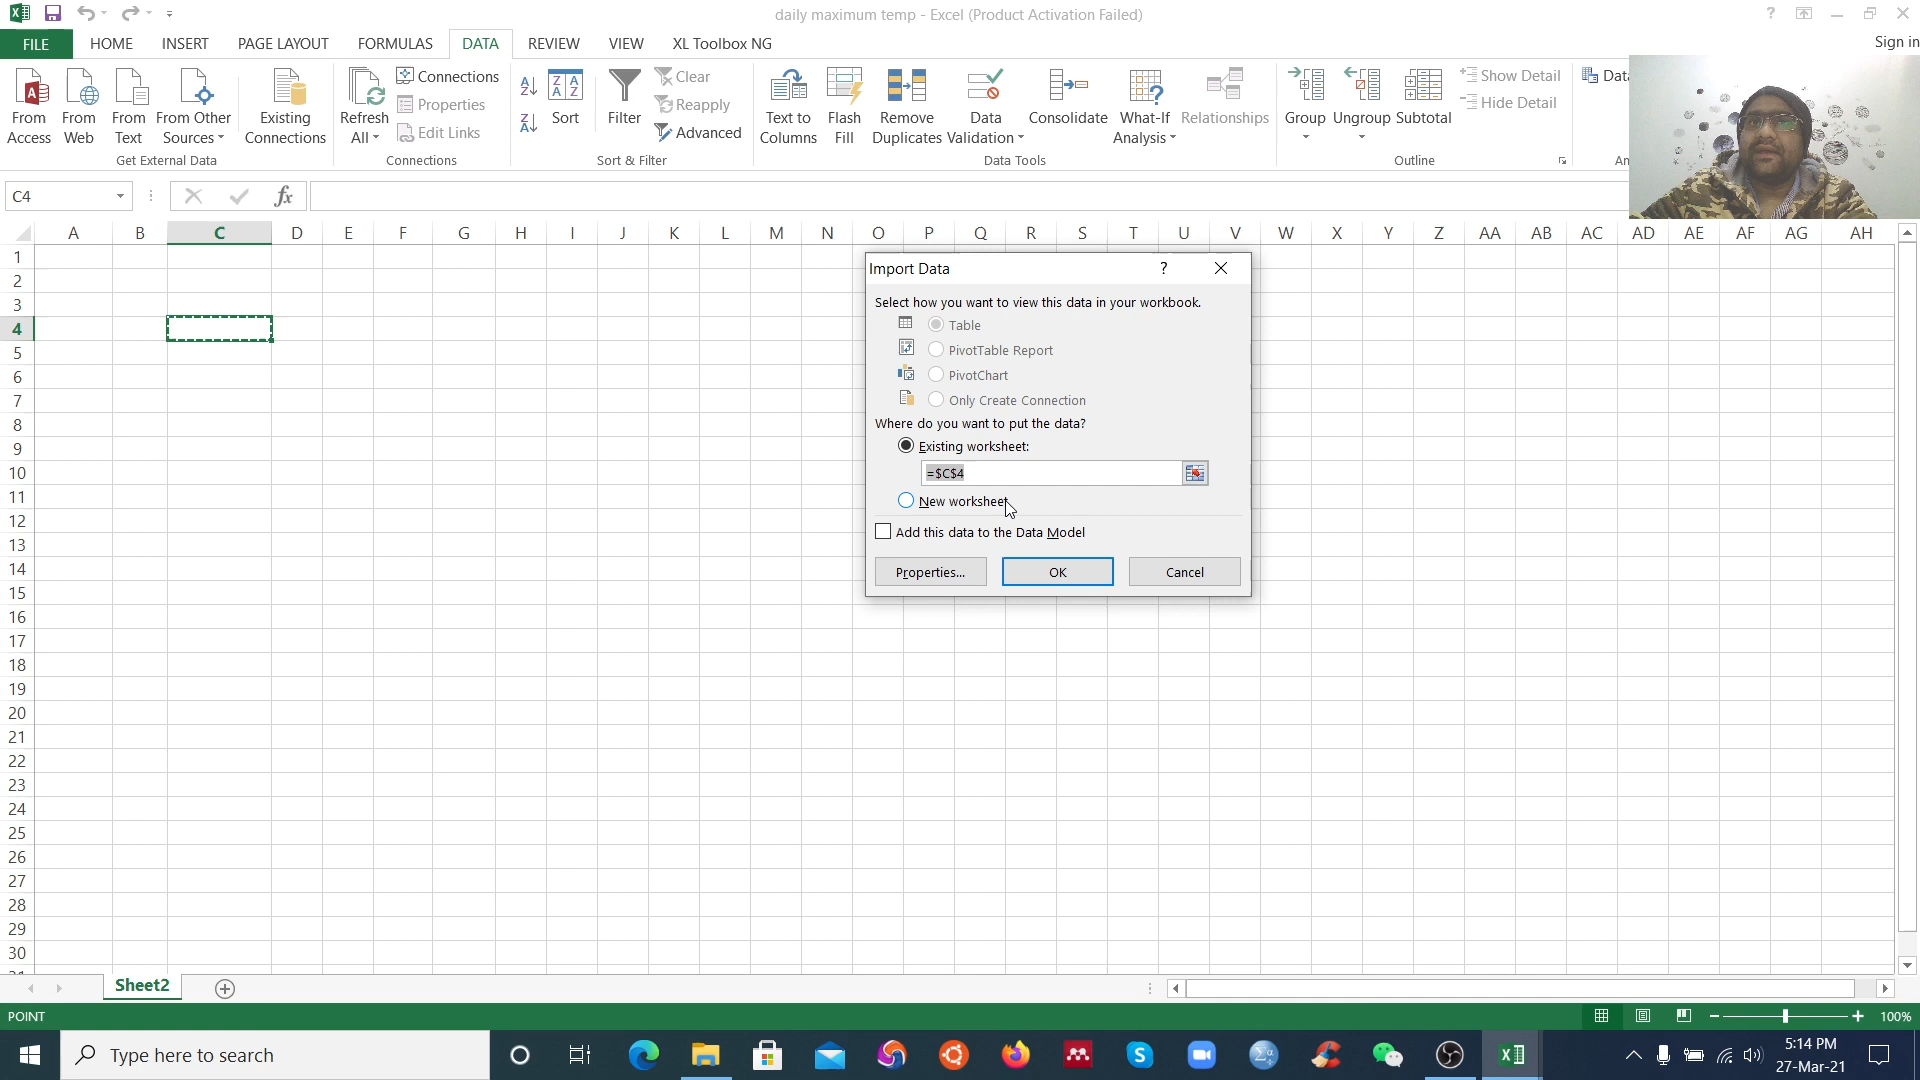 daily maximum temp - Excel (Product Activation Failed)
FILE HOME INSERT PAGE LAYOUT FORMULAS DATA REVIEW VIEW XL Toolbox NG Sign in
From Access
From Web
From Text
From Other Sources
Existing Connections
Get External Data
Refresh All
Connections
Properties
Edit Links
Connections
Sort
Filter
Clear
Reapply
Advanced
Sort & Filter
Text to Columns
Flash Fill
Remove Duplicates
Data Validation
Consolidate
What-If Analysis
Relationships
Data Tools
Group
Ungroup
Subtotal
Show Detail
Hide Detail
Outline
C4
fx
A B C D E F G H I J K L M N O P Q R S T U V W X Y Z AA AB AC AD AE AF AG AH
1
2
3
4
5
6
7
8
9
10
11
12
13
14
15
16
17
18
19
20
21
22
23
24
25
26
27
28
29
30
Import Data
?
Select how you want to view this data in your workbook.
Table
PivotTable Report
PivotChart
Only Create Connection
Where do you want to put the data?
Existing worksheet:
=$C$4
New worksheet
Add this data to the Data Model
Properties... OK Cancel
Sheet2
POINT
100%
Type here to search
5:14 PM
27-Mar-21